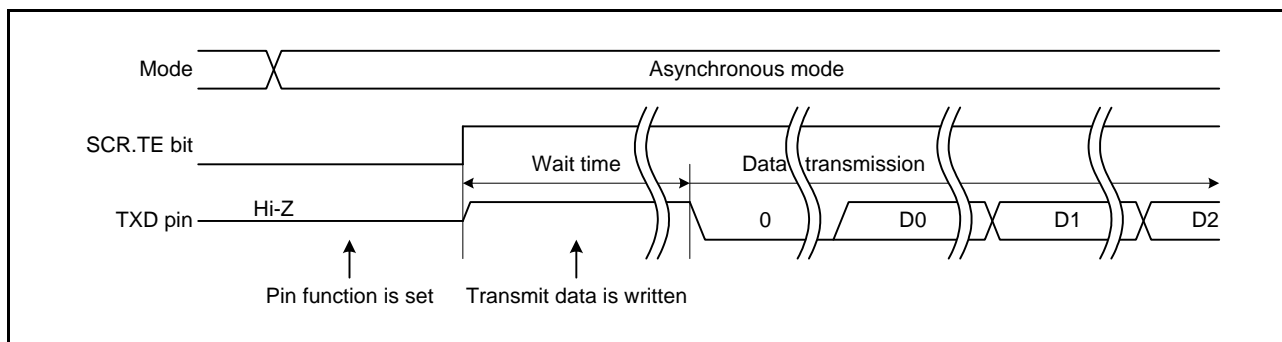 Mode
Asynchronous mode
SCR.TE bit
Wait time
Data transmission
TXD pin
Hi-Z
0
D0
D1
D2
Pin function is set
Transmit data is written